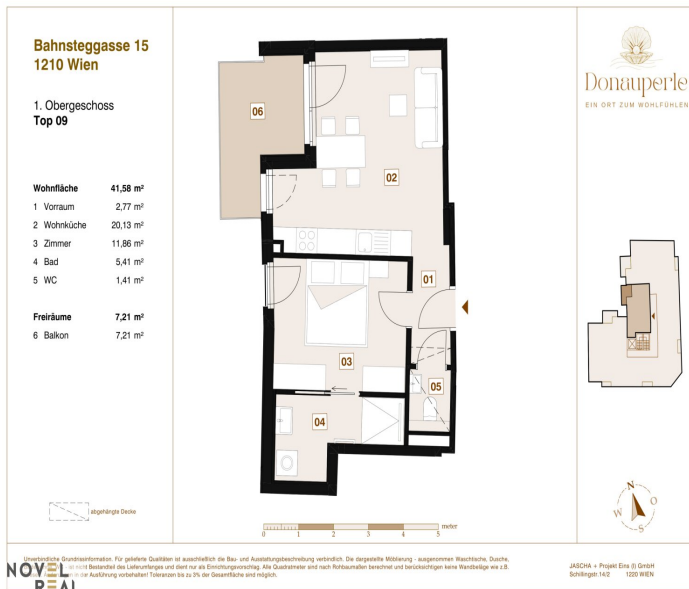 Bahnsteggasse 15
1210 Wien
1. Obergeschoss
Top 09
Wohnfläche 41,58 m²
1 Vorraum 2,77 m²
2 Wohnküche 20,13 m²
3 Zimmer 11,86 m²
4 Bad 5,41 m²
5 WC 1,41 m²
Freiräume 7,21 m²
6 Balkon 7,21 m²
abgehängte Decke
06
02
01
03
05
04
0 1 2 3 4 5 meter
Donauperle
EIN ORT ZUM WOHLFÜHLEN
N
O
S
W
Unverbindliche Grundrissinformation. Für gelieferte Qualitäten ist ausschließlich die Bau- und Ausstattungsbeschreibung verbindlich. Die dargestellte Möblierung - ausgenommen Waschtische, Dusche,
ist nicht Bestandteil des Lieferumfanges und dient nur als Einrichtungsvorschlag. Alle Quadratmeter sind nach Rohbaumaßen berechnet und berücksichtigen keine Wandbeläge wie z.B.
in der Ausführung vorbehalten! Toleranzen bis zu 3% der Gesamtfläche sind möglich.
JASCHA + Projekt Eins (I) GmbH
Schillingstr.14/2 1220 WIEN
NOVEL
REAL